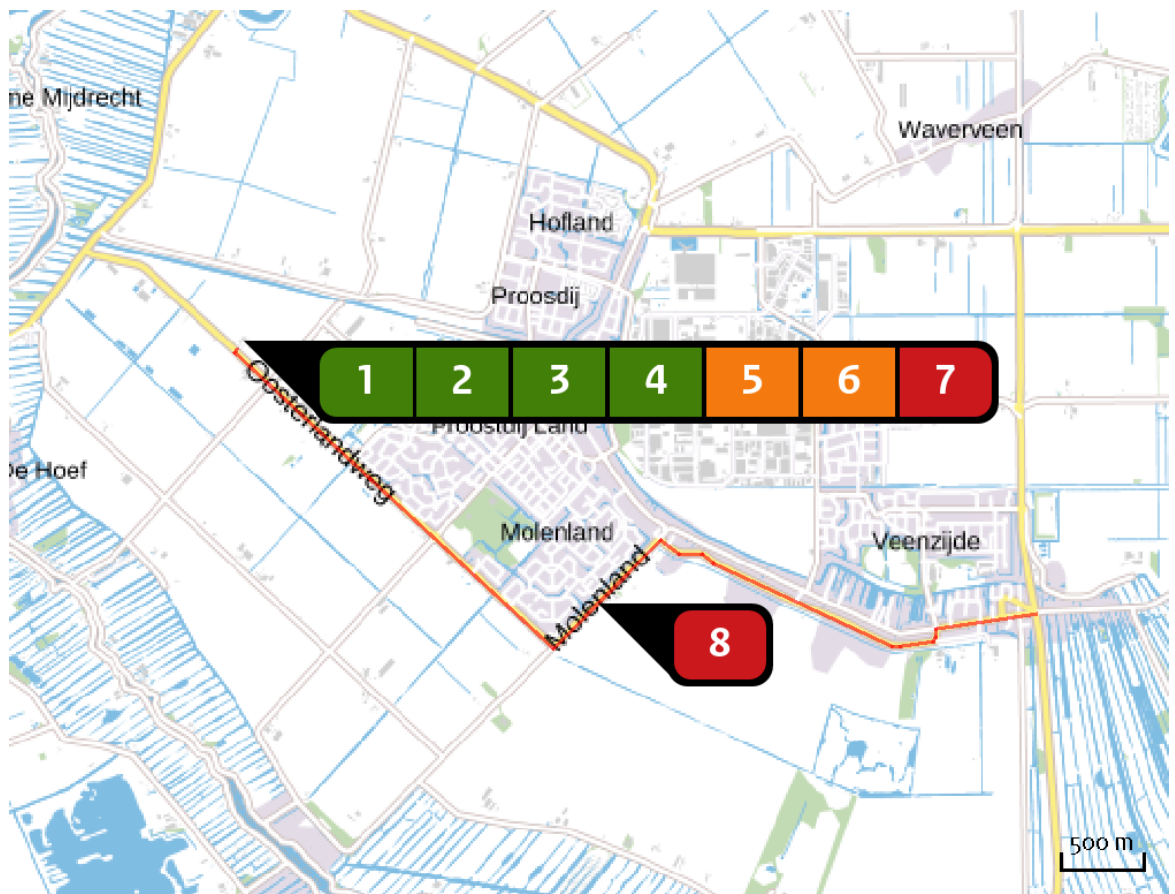 ne Mijdrecht
Waverveen
Hofland
Proosdij
1 2 3 4 5 6 7
Oosterlandweg
Proostdij Land
De Hoef
Molenland
Veenzijde
Molenland
8
500 m